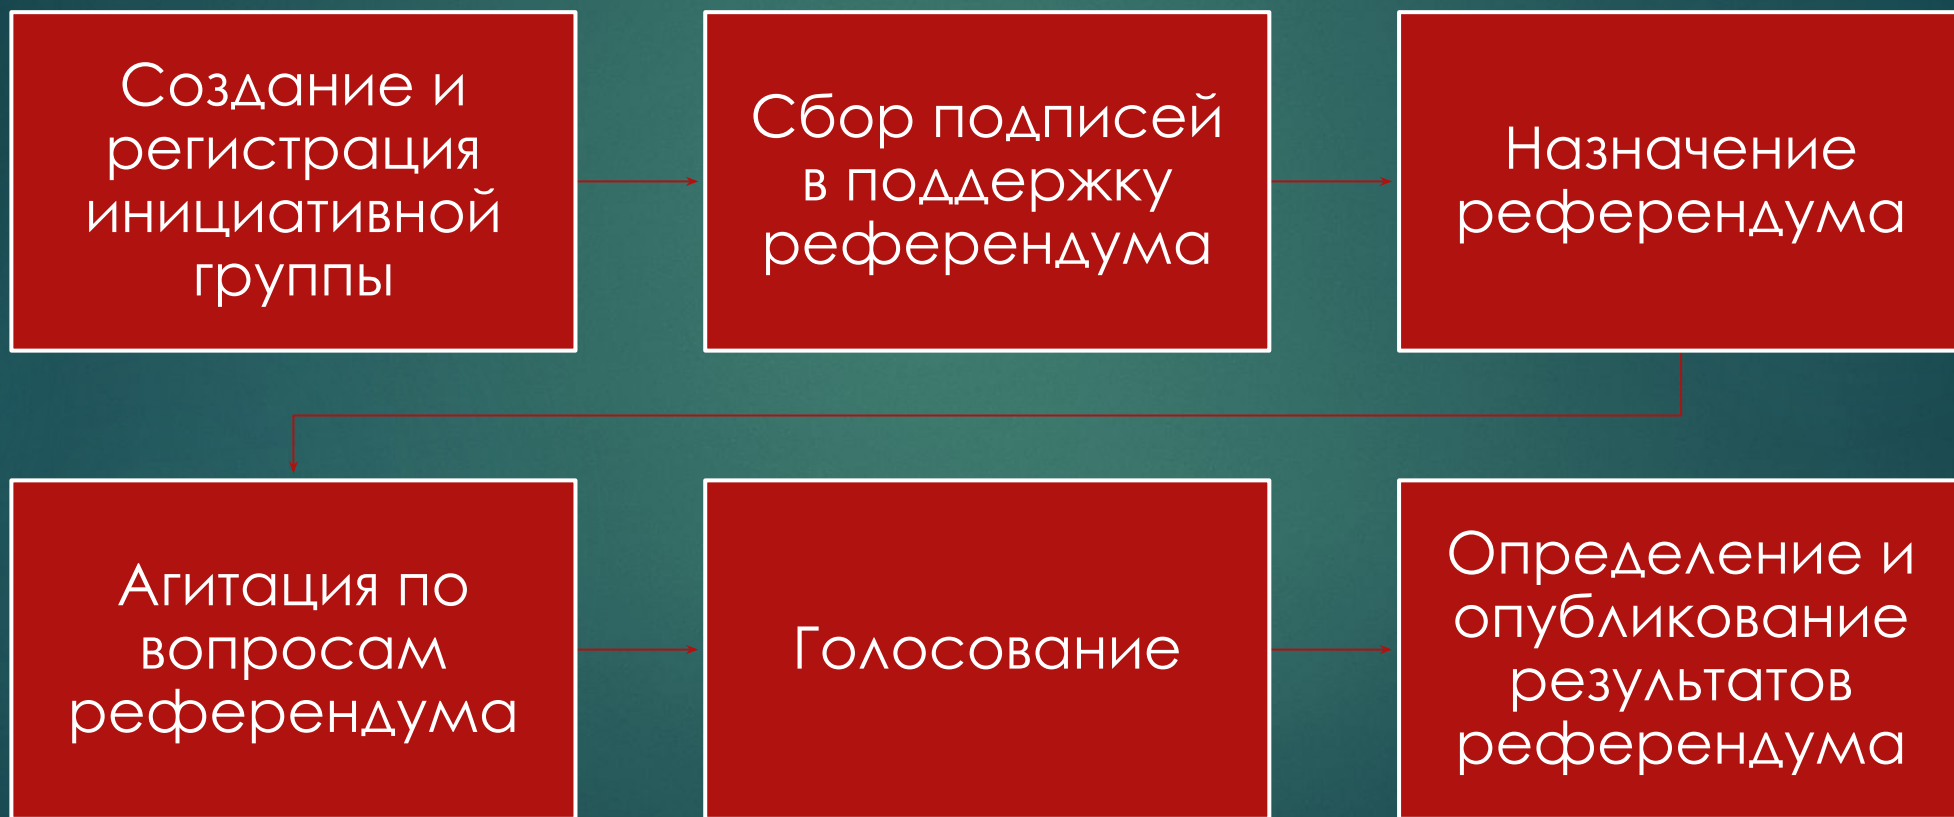 Создание и
регистрация
инициативной
группы
Сбор подписей
в поддержку
референдума
Назначение
референдума
Агитация по
вопросам
референдума
Голосование
Определение и
опубликование
результатов
референдума